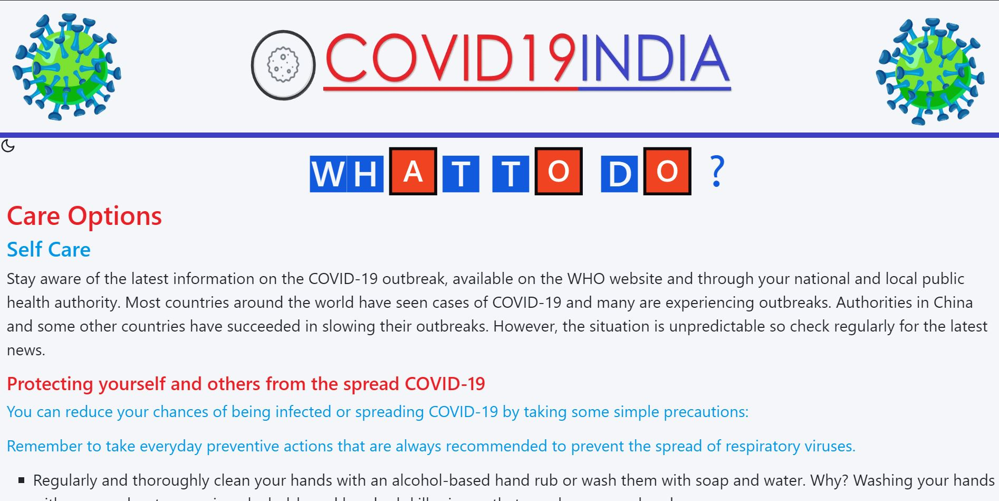 COVID19INDIA
WHAT TO DO ?
Care Options
Self Care
Stay aware of the latest information on the COVID-19 outbreak, available on the WHO website and through your national and local public
health authority. Most countries around the world have seen cases of COVID-19 and many are experiencing outbreaks. Authorities in China
and some other countries have succeeded in slowing their outbreaks. However, the situation is unpredictable so check regularly for the latest
news.
Protecting yourself and others from the spread COVID-19
You can reduce your chances of being infected or spreading COVID-19 by taking some simple precautions:
Remember to take everyday preventive actions that are always recommended to prevent the spread of respiratory viruses.
Regularly and thoroughly clean your hands with an alcohol-based hand rub or wash them with soap and water. Why? Washing your hands